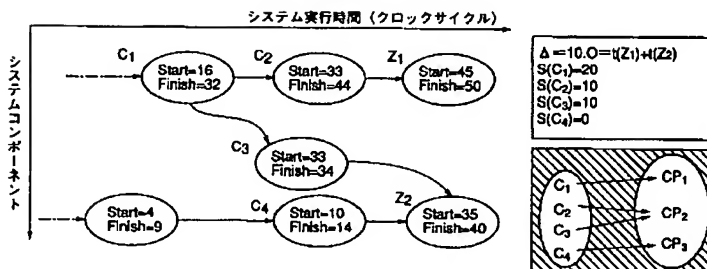 システム実行時間（クロックサイクル）
システムコンポーネント
C1
Start=16
Finish=32
C2
Start=33
Finish=44
Z1
Start=45
Finish=50
C3
Start=33
Finish=34
Start=4
Finish=9
C4
Start=10
Finish=14
Z2
Start=35
Finish=40
Δ=10.O=t(Z1)+t(Z2)
S(C1)=20
S(C2)=10
S(C3)=10
S(C4)=0
C1
C2
C3
C4
CP1
CP2
CP3